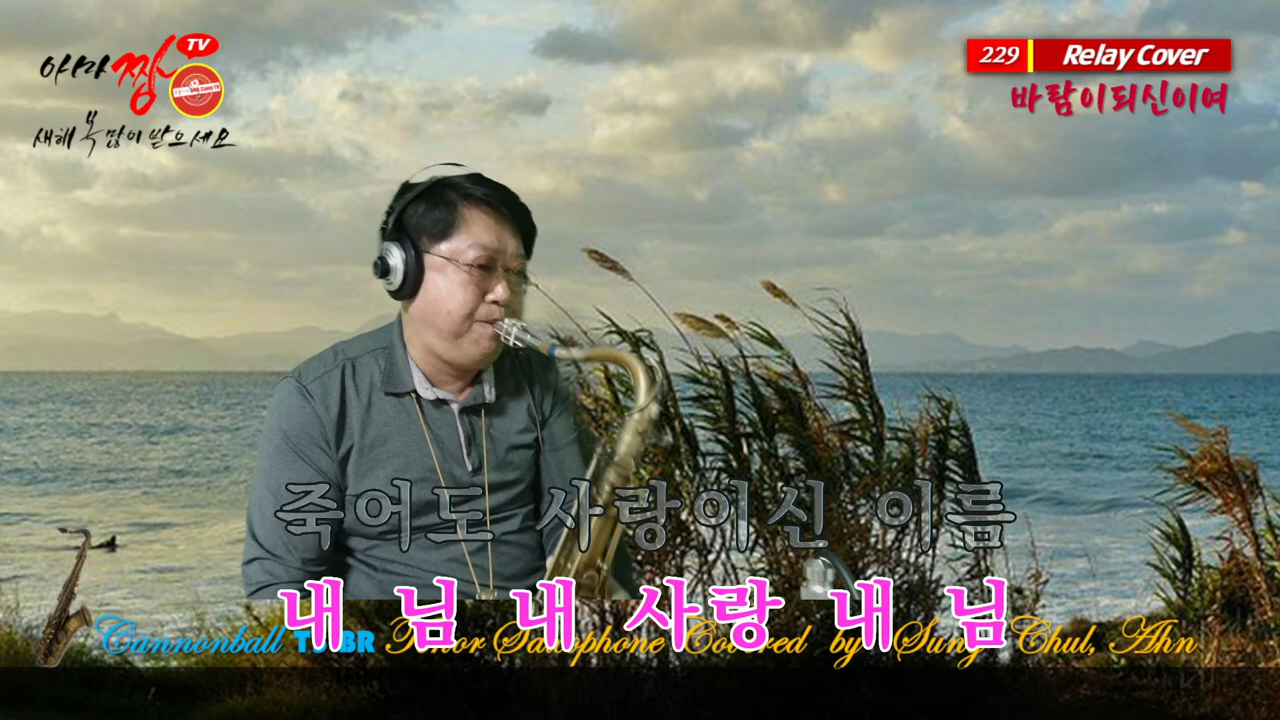 아라짱 TV
새해 복 많이 받으세요
229 Relay Cover
바람이되신이여
죽어도 사랑이신 이름
내 님 내 사랑 내 님
Cannonball Tenor Saxophone Covered by Sung Chul, Ahn